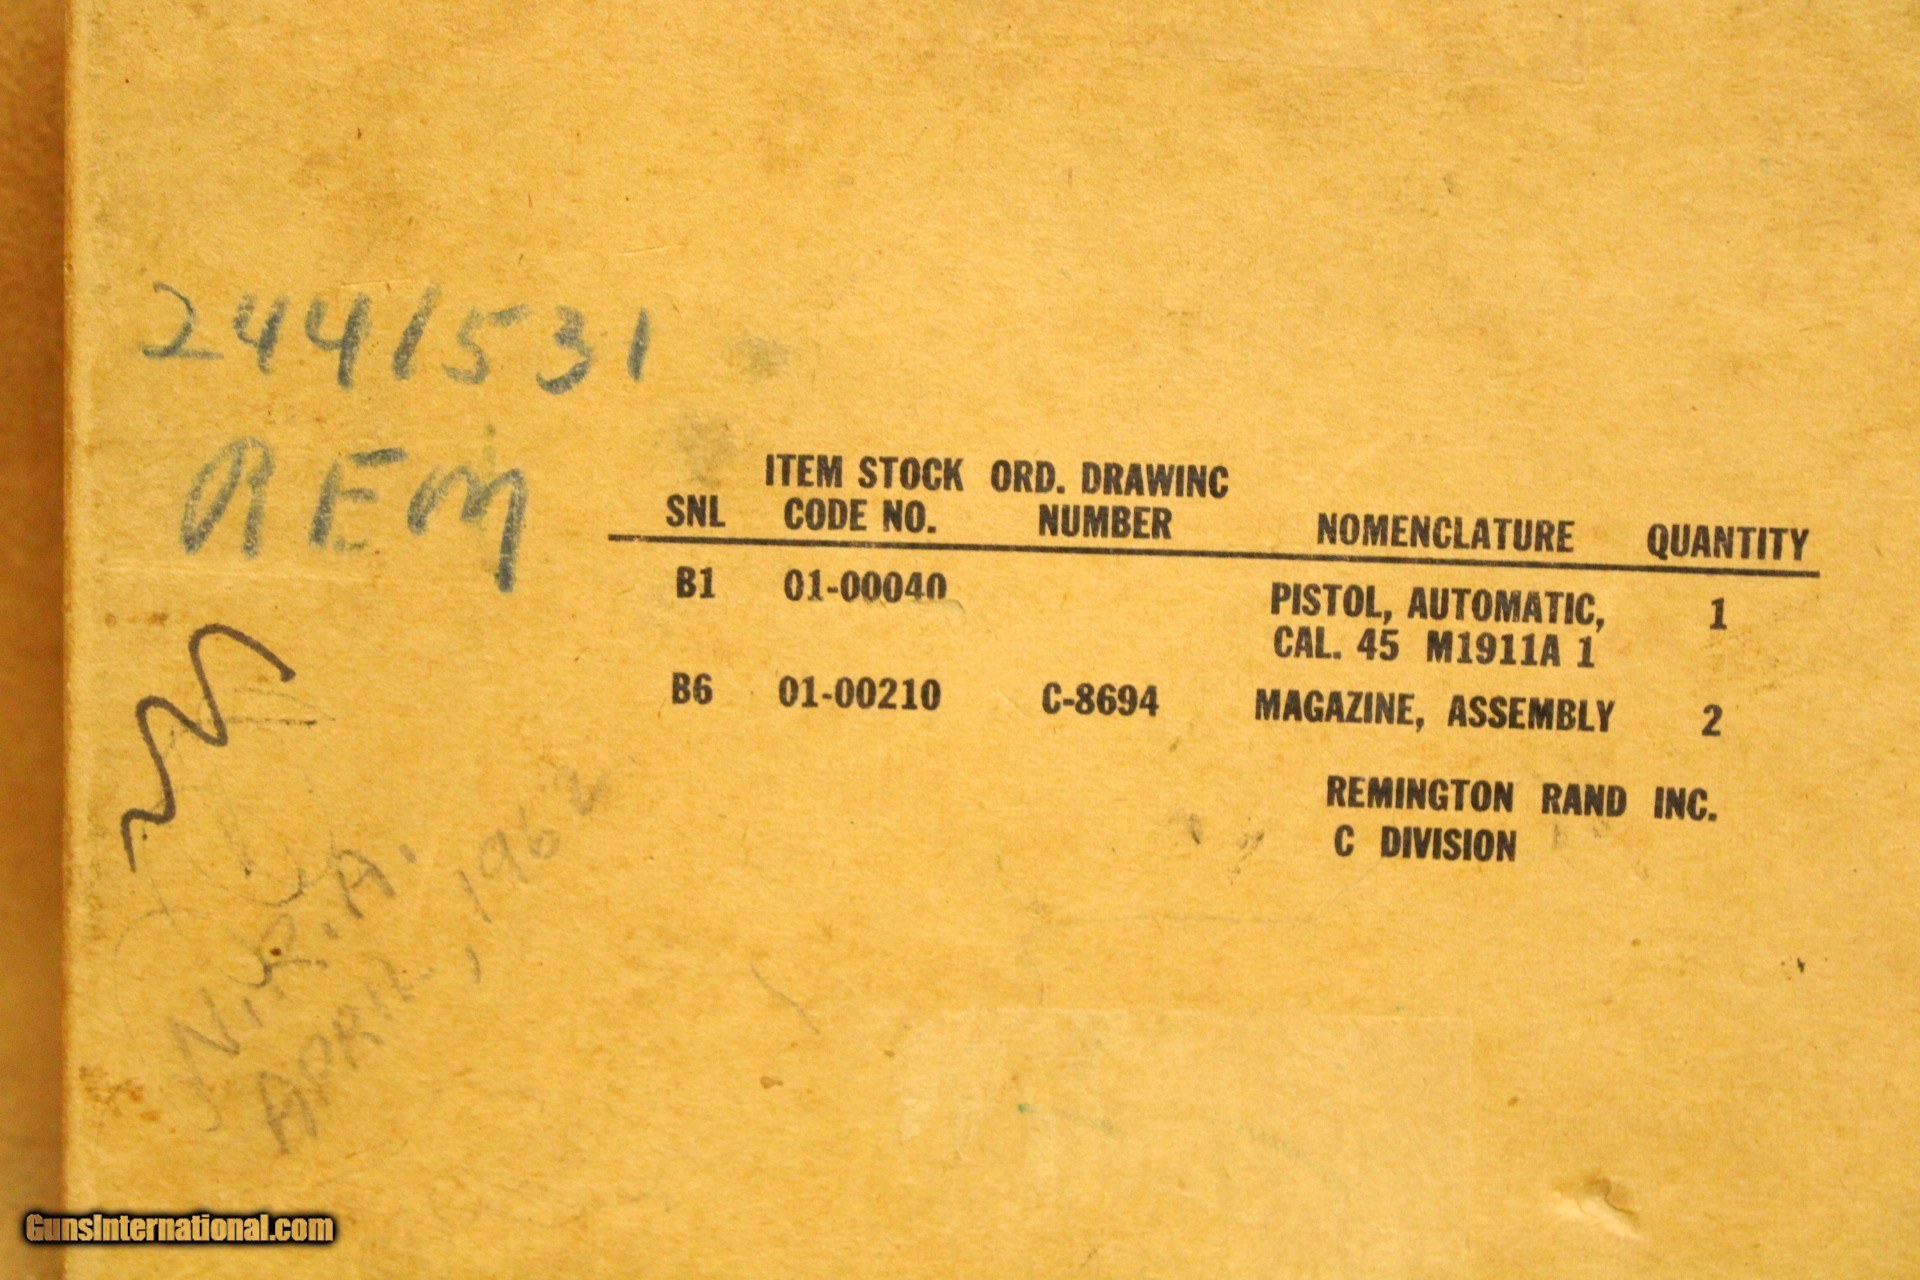 2441531
REM
ITEM STOCK ORD. DRAWINC
SNL CODE NO. NUMBER NOMENCLATURE QUANTITY
B1 01-00040 PISTOL, AUTOMATIC, 1
CAL. 45 M1911A 1
B6 01-00210 C-8694 MAGAZINE, ASSEMBLY 2
REMINGTON RAND INC.
C DIVISION
N.R.A.
APRIL, 1962
GunsInternational.com